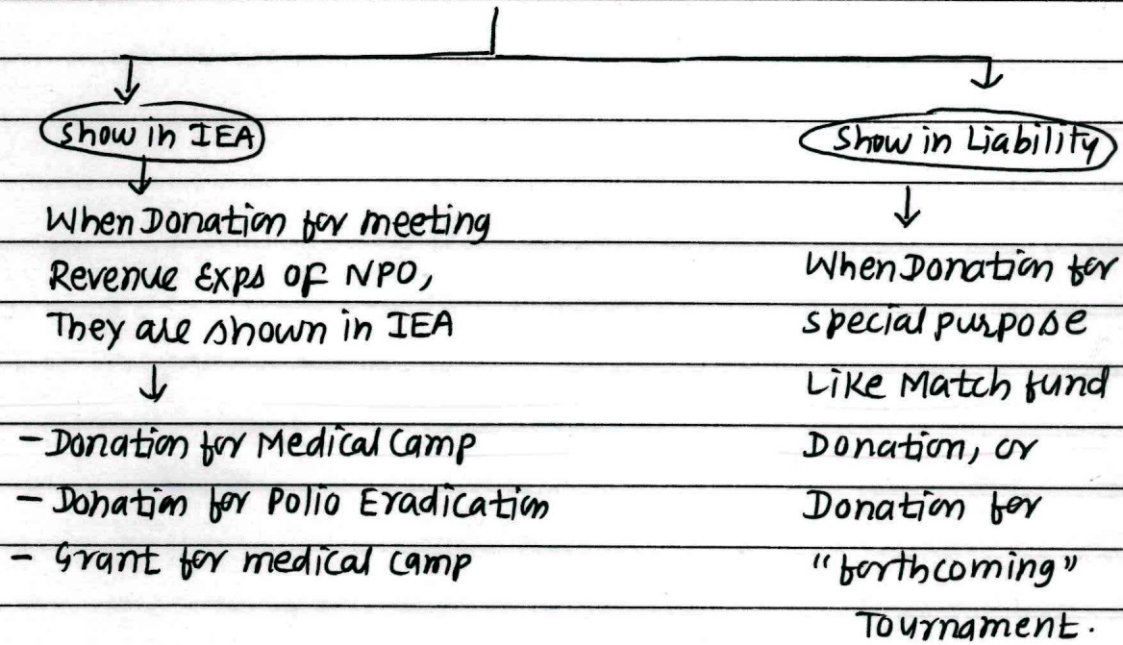 Show in IEA
When Donation for meeting
Revenue Exps OF NPO,
They are shown in IEA
- Donation for Medical Camp
- Donation for Polio Eradication
- Grant for medical camp
Show in Liability
When Donation for
special purpose
Like Match fund
Donation, or
Donation for
"forthcoming"
Tournament.